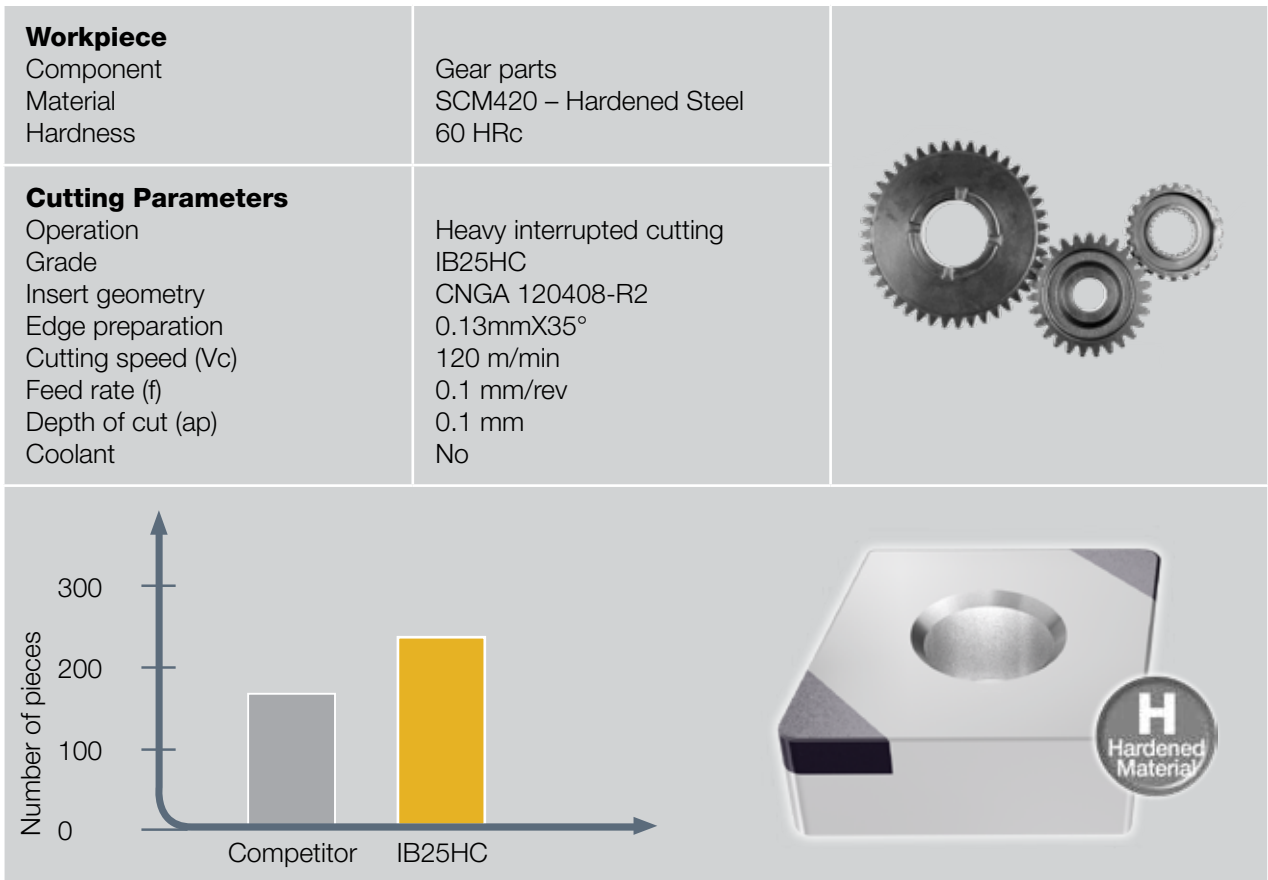 Workpiece
Component Gear parts
Material SCM420 – Hardened Steel
Hardness 60 HRc
Cutting Parameters
Operation Heavy interrupted cutting
Grade IB25HC
Insert geometry CNGA 120408-R2
Edge preparation 0.13mmX35°
Cutting speed (Vc) 120 m/min
Feed rate (f) 0.1 mm/rev
Depth of cut (ap) 0.1 mm
Coolant No
Number of pieces
300
200
100
0
Competitor IB25HC
H
Hardened
Material